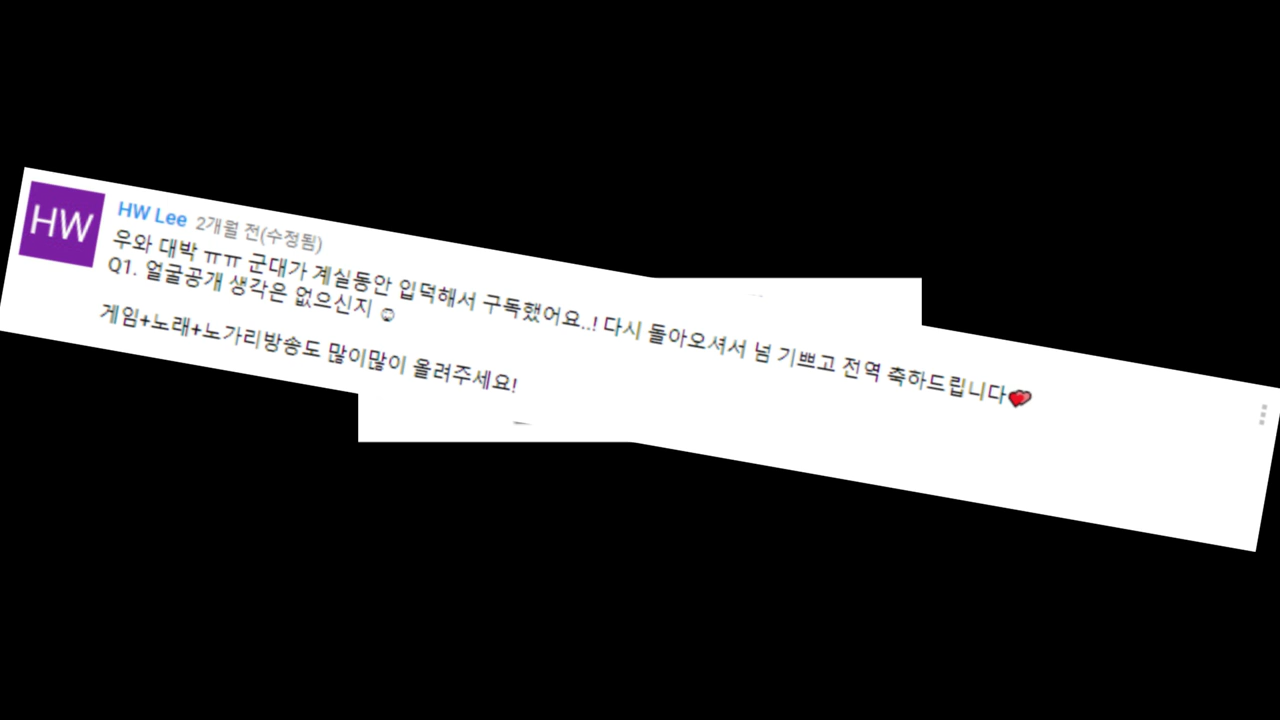 HW
HW Lee 2개월 전(수정됨)
우와 대박 ㅠㅠ 군대가 계실동안 입덕해서 구독했어요..! 다시 돌아오셔서 넘 기쁘고 전역 축하드립니다💕
Q1. 얼굴공개 생각은 없으신지 ☺
게임+노래+노가리방송도 많이많이 올려주세요!